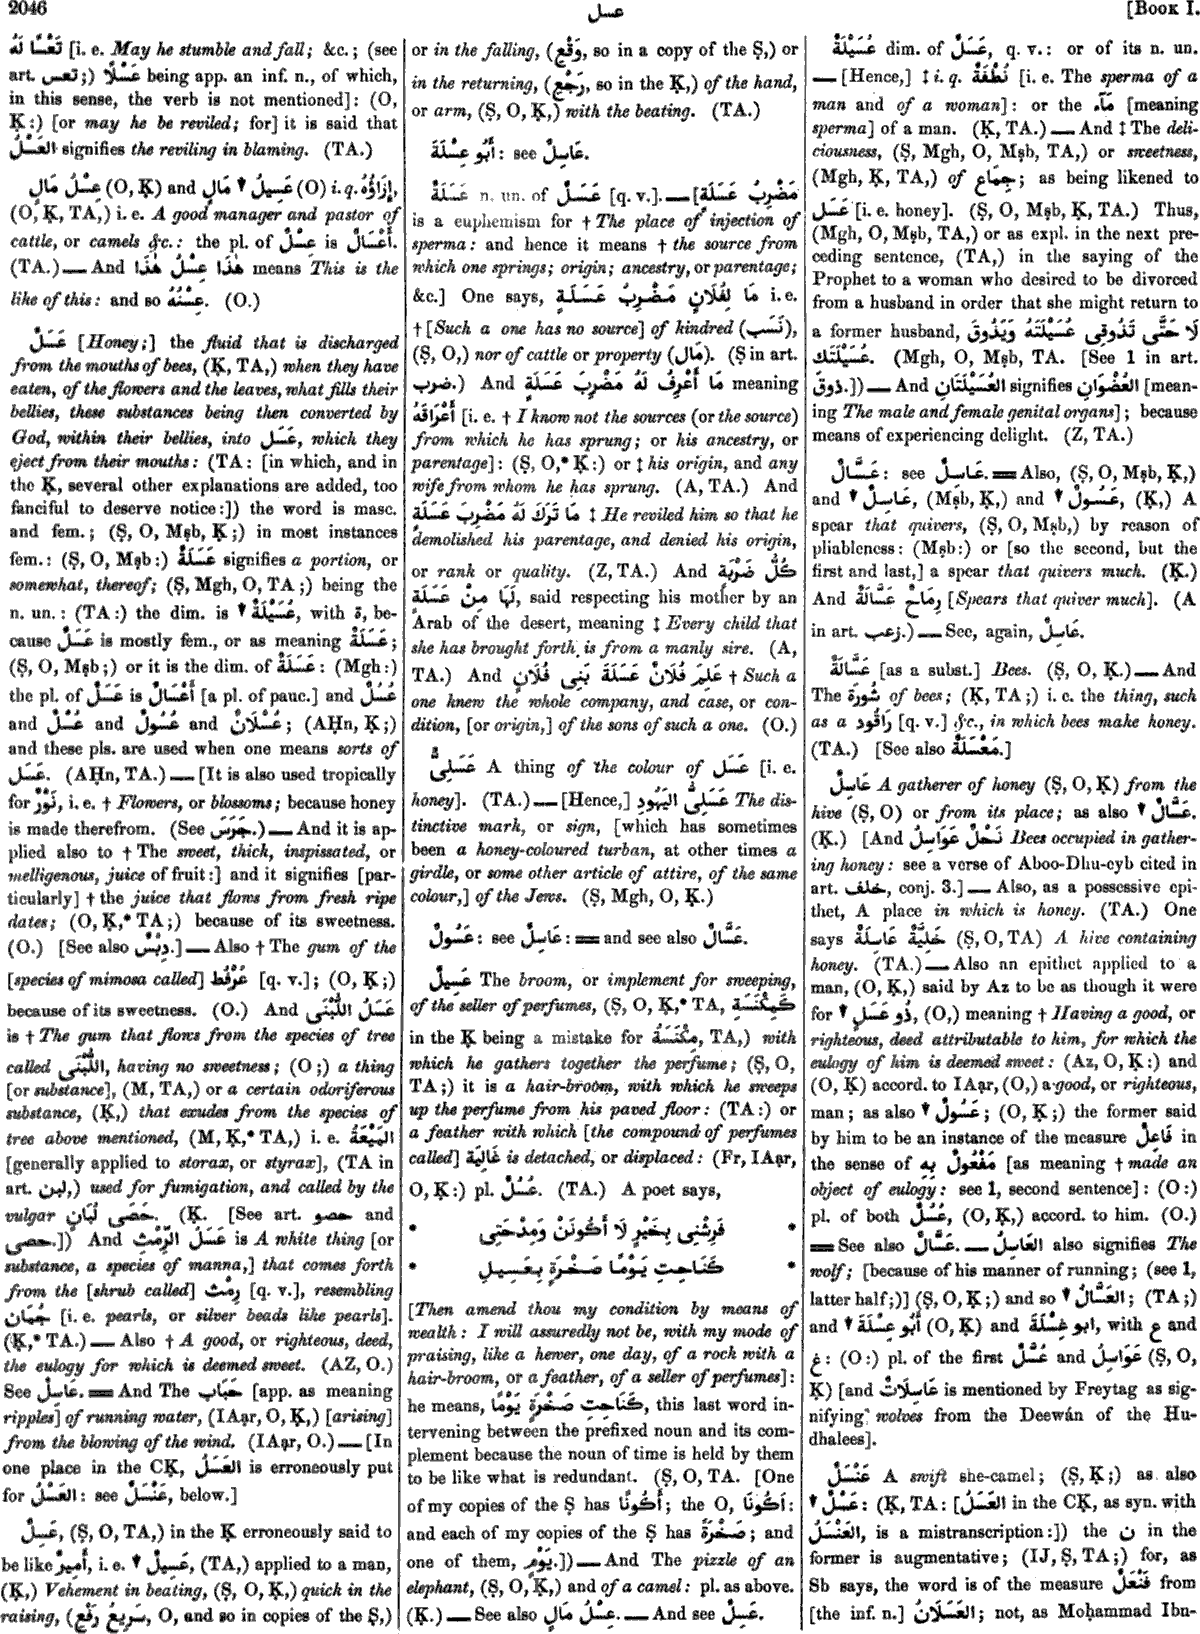 2046
عسل
[BOOK I.
تَعْسًا لَهُ [i. e. May he stumble and fall; &c.; (see
art. تعس;) عَسْلًا being app. an inf. n., of which,
in this sense, the verb is not mentioned]: (O,
Ḳ:) [or may he be reviled; for] it is said that
العَسْلُ signifies the reviling in blaming. (TA.)
عِسْلُ مَالٍ (O, Ḳ) and ▼ عَسِيلُ مَالٍ (O) i. q. إِزَاؤُهُ,
(O, Ḳ, TA,) i. e. A good manager and pastor of
cattle, or camels &c.: the pl. of عِسْلٌ is أَعْسَالٌ.
(TA.) — And هٰذَا عِسْلُ هٰذَا means This is the
like of this: and so عِسْنُهُ. (O.)
عَسَلٌ [Honey;] the fluid that is discharged
from the mouths of bees, (Ḳ, TA,) when they have
eaten, of the flowers and the leaves, what fills their
bellies, these substances being then converted by
God, within their bellies, into عَسَل, which they
eject from their mouths: (TA: [in which, and in
the Ḳ, several other explanations are added, too
fanciful to deserve notice:]) the word is masc.
and fem.; (Ṣ, O, Mṣb, Ḳ;) in most instances
fem.: (Ṣ, O, Mṣb:) عَسَلَةٌ signifies a portion, or
somewhat, thereof; (Ṣ, Mgh, O, TA;) being the
n. un.: (TA:) the dim. is ▼ عُسَيْلَةٌ, with ة, be-
cause عَسَلٌ is mostly fem., or as meaning عَسَلَةٌ;
(Ṣ, O, Mṣb;) or it is the dim. of عَسَلَةٌ: (Mgh:)
the pl. of عَسَلٌ is أَعْسَالٌ [a pl. of pauc.] and عُسُلٌ
and عُسْلٌ and عُسُولٌ and عُسْلَانٌ; (AḤn, Ḳ;)
and these pls. are used when one means sorts of
عَسَل. (AḤn, TA.) — [It is also used tropically
for نَوْرٌ, i. e. † Flowers, or blossoms; because honey
is made therefrom. (See جَرَسَ.) — And it is ap-
plied also to † The sweet, thick, inspissated, or
melligenous, juice of fruit:] and it signifies [par-
ticularly] † the juice that flows from fresh ripe
dates; (O, Ḳ,* TA;) because of its sweetness.
(O.) [See also دِبْسٌ.] — Also † The gum of the
[species of mimosa called] عُرْفُط [q. v.]; (O, Ḳ;)
because of its sweetness. (O.) And عَسَلُ اللُّبْنَى
is † The gum that flows from the species of tree
called اللُّبْنَى, having no sweetness; (O;) a thing
[or substance], (M, TA,) or a certain odoriferous
substance, (Ḳ,) that exudes from the species of
tree above mentioned, (M, Ḳ,* TA,) i. e. المَيْعَةُ
[generally applied to storax, or styrax], (TA in
art. لبن,) used for fumigation, and called by the
vulgar حَصَى لُبَانٍ. (Ḳ. [See art. حصو and
حصى.]) And عَسَلُ الرِّمْثِ is A white thing [or
substance, a species of manna,] that comes forth
from the [shrub called] رِمْث [q. v.], resembling
جُمَان [i. e. pearls, or silver beads like pearls].
(Ḳ,* TA.) — Also † A good, or righteous, deed,
the eulogy for which is deemed sweet. (AZ, O.)
See عَاسِلٌ. = And The حَبَاب [app. as meaning
ripples] of running water, (IAạr, O, Ḳ,) [arising]
from the blowing of the wind. (IAạr, O.) — [In
one place in the CḲ, العَسَلُ is erroneously put
for العَسْلُ: see عَنْسَلٌ, below.]
عَسِلٌ, (Ṣ, O, TA,) in the Ḳ erroneously said to
be like أَمِيرٌ, i. e. ▼ عَسِيلٌ, (TA,) applied to a man,
(Ḳ,) Vehement in beating, (Ṣ, O, Ḳ,) quick in the
raising, (سَرِيعُ رَفْعٍ, O, and so in copies of the Ṣ,)
or in the falling, (وَقْعٍ, so in a copy of the Ṣ,) or
in the returning, (رَجْعٍ, so in the Ḳ,) of the hand,
or arm, (Ṣ, O, Ḳ,) with the beating. (TA.)
أَبُو عِسْلَةَ: see عَاسِلٌ.
عَسَلَةٌ n. un. of عَسَلٌ [q. v.]. — [مَضْرِبُ عَسَلَةٍ
is a euphemism for † The place of injection of
sperma: and hence it means † the source from
which one springs; origin; ancestry, or parentage;
&c.] One says, مَا لِفُلَانٍ مَضْرِبُ عَسَلَةٍ i. e.
† [Such a one has no source] of kindred (نَسَب),
(Ṣ, O,) nor of cattle or property (مَال). (Ṣ in art.
ضرب.) And مَا أَعْرِفُ لَهُ مَضْرِبَ عَسَلَةٍ meaning
أَعْرَاقَهُ [i. e. † I know not the sources (or the source)
from which he has sprung; or his ancestry, or
parentage]: (Ṣ, O,* Ḳ:) or ‡ his origin, and any
wife from whom he has sprung. (A, TA.) And
مَا تَرَكَ لَهُ مَضْرِبَ عَسَلَةٍ ‡ He reviled him so that he
demolished his parentage, and denied his origin,
or rank or quality. (Z, TA.) And كُلُّ ضَرْبَةٍ
لَهَا مِنْ عَسَلَةٍ, said respecting his mother by an
Arab of the desert, meaning ‡ Every child that
she has brought forth is from a manly sire. (A,
TA.) And عَلِمَ فُلَانٌ عَسَلَةَ بَنِى فُلَانٍ † Such a
one knew the whole company, and case, or con-
dition, [or origin,] of the sons of such a one. (O.)
عَسَلِىٌّ A thing of the colour of عَسَل [i. e.
honey]. (TA.) — [Hence,] عَسَلِىُّ اليَهُودِ The dis-
tinctive mark, or sign, [which has sometimes
been a honey-coloured turban, at other times a
girdle, or some other article of attire, of the same
colour,] of the Jews. (Ṣ, Mgh, O, Ḳ.)
عَسُولٌ: see عَاسِلٌ: = and see also عَسَّالٌ.
عَسِيلٌ The broom, or implement for sweeping,
of the seller of perfumes, (Ṣ, O, Ḳ,* TA, كَمِكْنَسَةٍ
in the Ḳ being a mistake for مِكْنَسَةُ, TA,) with
which he gathers together the perfume; (Ṣ, O,
TA;) it is a hair-broom, with which he sweeps
up the perfume from his paved floor: (TA:) or
a feather with which [the compound of perfumes
called] غَالِيَة is detached, or displaced: (Fr, IAạr,
O, Ḳ:) pl. عُسُلٌ. (TA.) A poet says,
* فَرِشْنِى بِخَيْرٍ لَا أَكُونَنْ وَمِدْحَتِى *
* كَنَاحِتِ يَوْمًا صَخْرَةٍ بِعَسِيلِ *
[Then amend thou my condition by means of
wealth: I will assuredly not be, with my mode of
praising, like a hewer, one day, of a rock with a
hair-broom, or a feather, of a seller of perfumes]:
he means, كَنَاحِتِ صَخْرَةٍ يَوْمًا, this last word in-
tervening between the prefixed noun and its com-
plement because the noun of time is held by them
to be like what is redundant. (Ṣ, O, TA. [One
of my copies of the Ṣ has أَكُونًا; the O, اَكُونَا:
and each of my copies of the Ṣ has صَخْرَةً; and
one of them, يَوْمٍ.]) — And The pizzle of an
elephant, (Ṣ, O, Ḳ,) and of a camel: pl. as above.
(Ḳ.) — See also عِسْلُ مَالٍ. — And see عَسِلٌ.
عُسَيْلَةٌ dim. of عَسَلٌ, q. v.: or of its n. un.
— [Hence,] ‡ i. q. نُطْفَةٌ [i. e. The sperma of a
man and of a woman]: or the مَآء [meaning
sperma] of a man. (Ḳ, TA.) — And ‡ The deli-
ciousness, (Ṣ, Mgh, O, Mṣb, TA,) or sweetness,
(Mgh, Ḳ, TA,) of جِمَاع; as being likened to
عَسَل [i. e. honey]. (Ṣ, O, Mṣb, Ḳ, TA.) Thus,
(Mgh, O, Mṣb, TA,) or as expl. in the next pre-
ceding sentence, (TA,) in the saying of the
Prophet to a woman who desired to be divorced
from a husband in order that she might return to
a former husband, لَا حَتَّى تَذُوقِى عُسَيْلَتَهُ وَيَذُوقَ
عُسَيْلَتَكِ. (Mgh, O, Mṣb, TA. [See 1 in art.
ذوق.]) — And العُسَيْلَتَانِ signifies العُضْوَانِ [mean-
ing The male and female genital organs]; because
means of experiencing delight. (Z, TA.)
عَسَّالٌ: see عَاسِلٌ. = Also, (Ṣ, O, Mṣb, Ḳ,)
and ▼ عَاسِلٌ, (Mṣb, Ḳ,) and ▼ عَسُولٌ, (Ḳ,) A
spear that quivers, (Ṣ, O, Mṣb,) by reason of
pliableness: (Mṣb:) or [so the second, but the
first and last,] a spear that quivers much. (Ḳ.)
And رِمَاحٌ عَسَّالَةٌ [Spears that quiver much]. (A
in art. زعب.) — See, again, عَاسِلٌ.
عَسَّالَةٌ [as a subst.] Bees. (Ṣ, O, Ḳ.) — And
The شُورَة of bees; (Ḳ, TA;) i. e. the thing, such
as a رَاقُود [q. v.] &c., in which bees make honey.
(TA.) [See also مَعْسَلَةٌ.]
عَاسِلٌ A gatherer of honey (Ṣ, O, Ḳ) from the
hive (Ṣ, O) or from its place; as also ▼ عَسَّالٌ.
(Ḳ.) [And نَحْلٌ عَوَاسِلُ Bees occupied in gather-
ing honey: see a verse of Aboo-Dhu-eyb cited in
art. خلف, conj. 3.] — Also, as a possessive epi-
thet, A place in which is honey. (TA.) One
says خَلِيَّةٌ عَاسِلَةٌ (Ṣ, O, TA) A hive containing
honey. (TA.) — Also an epithet applied to a
man, (O, Ḳ,) said by Az to be as though it were
for ▼ ذُو عَسَلٍ, (O,) meaning † Having a good, or
righteous, deed attributable to him, for which the
eulogy of him is deemed sweet: (Az, O, Ḳ:) and
(O, Ḳ) accord. to IAạr, (O,) a good, or righteous,
man; as also ▼ عَسُولٌ; (O, Ḳ;) the former said
by him to be an instance of the measure فَاعِلٌ in
the sense of مَفْعُولٌ بِهِ [as meaning † made an
object of eulogy: see 1, second sentence]: (O:)
pl. of both عُسُلٌ, (O, Ḳ,) accord. to him. (O.)
= See also عَسَّالٌ. — العَاسِلُ also signifies The
wolf; [because of his manner of running; (see 1,
latter half;)] (Ṣ, O, Ḳ;) and so ▼ العَسَّالُ; (TA;)
and ▼ أَبُو عِسْلَةَ (O, Ḳ) and ابو غِسْلَةَ, with ع and
غ: (O:) pl. of the first عُسَّلٌ and عَوَاسِلُ (Ṣ, O,
Ḳ) [and عَاسِلَاتٌ is mentioned by Freytag as sig-
nifying wolves from the Deewán of the Hu-
dhalees].
عَنْسَلٌ A swift she-camel; (Ṣ, Ḳ;) as also
▼ عَسْلٌ: (Ḳ, TA: [العَسَلُ in the CḲ, as syn. with
العَنْسَلُ, is a mistranscription:]) the ن in the
former is augmentative; (IJ, Ṣ, TA;) for, as
Sb says, the word is of the measure فَنْعَلٌ from
[the inf. n.] العَسَلَانُ; not, as Moḥammad Ibn-